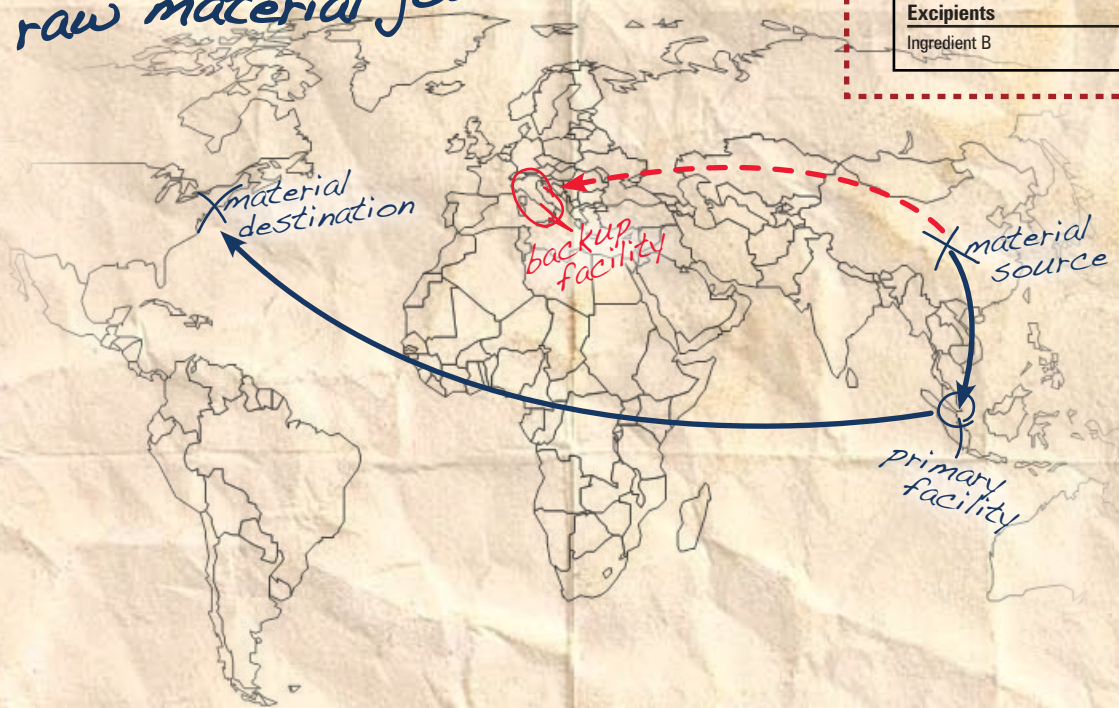 raw material
Excipients
Ingredient B
material
destination
backup
facility
material
source
primary
facility